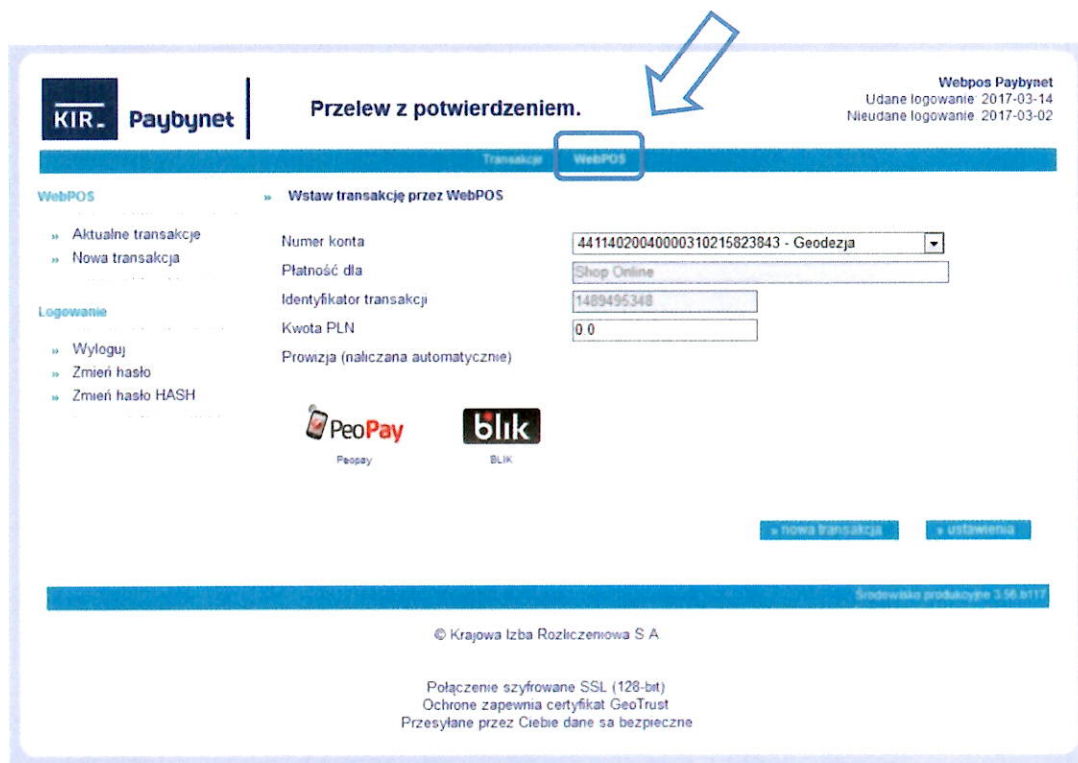 KIR Paybynet
Przelew z potwierdzeniem.
Webpos Paybynet
Udane logowanie: 2017-03-14
Nieudane logowanie: 2017-03-02
Transakcje WebPOS
WebPOS
» Aktualne transakcje
» Nowa transakcja
Logowanie
» Wyloguj
» Zmień hasło
» Zmień hasło HASH
» Wstaw transakcję przez WebPOS
Numer konta 44114020040000310215823843 - Geodezja
Płatność dla Shop Online
Identyfikator transakcji 1489495348
Kwota PLN 0.0
Prowizja (naliczana automatycznie)
PeoPay blik
Peopay BLIK
» nowa transakcja » ustawienia
Środowisko produkcyjne 3.56.b117
© Krajowa Izba Rozliczeniowa S A
Połączenie szyfrowane SSL (128-bit)
Ochrone zapewnia certyfikat GeoTrust
Przesyłane przez Ciebie dane sa bezpieczne